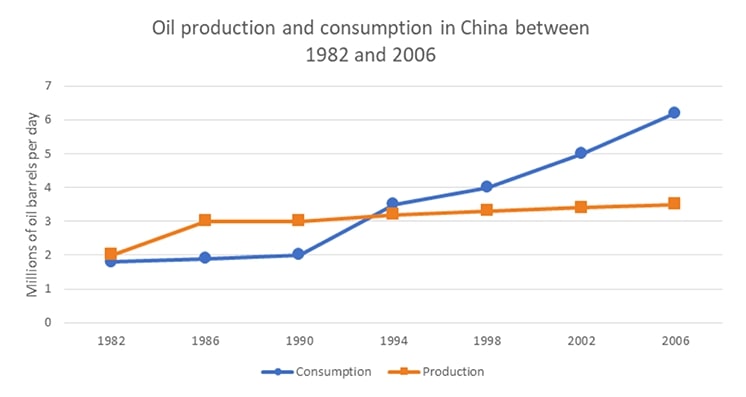 Oil production and consumption in China between
1982 and 2006
Millions of oil barrels per day
7
6
5
4
3
2
1
0
1982 1986 1990 1994 1998 2002 2006
Consumption Production